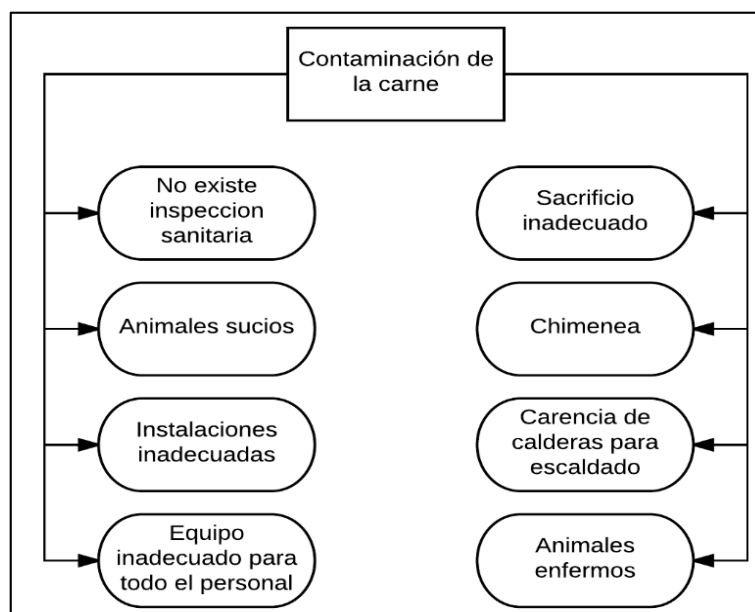 Contaminación de
la carne
No existe
inspeccion
sanitaria
Animales sucios
Instalaciones
inadecuadas
Equipo
inadecuado para
todo el personal
Sacrificio
inadecuado
Chimenea
Carencia de
calderas para
escaldado
Animales
enfermos